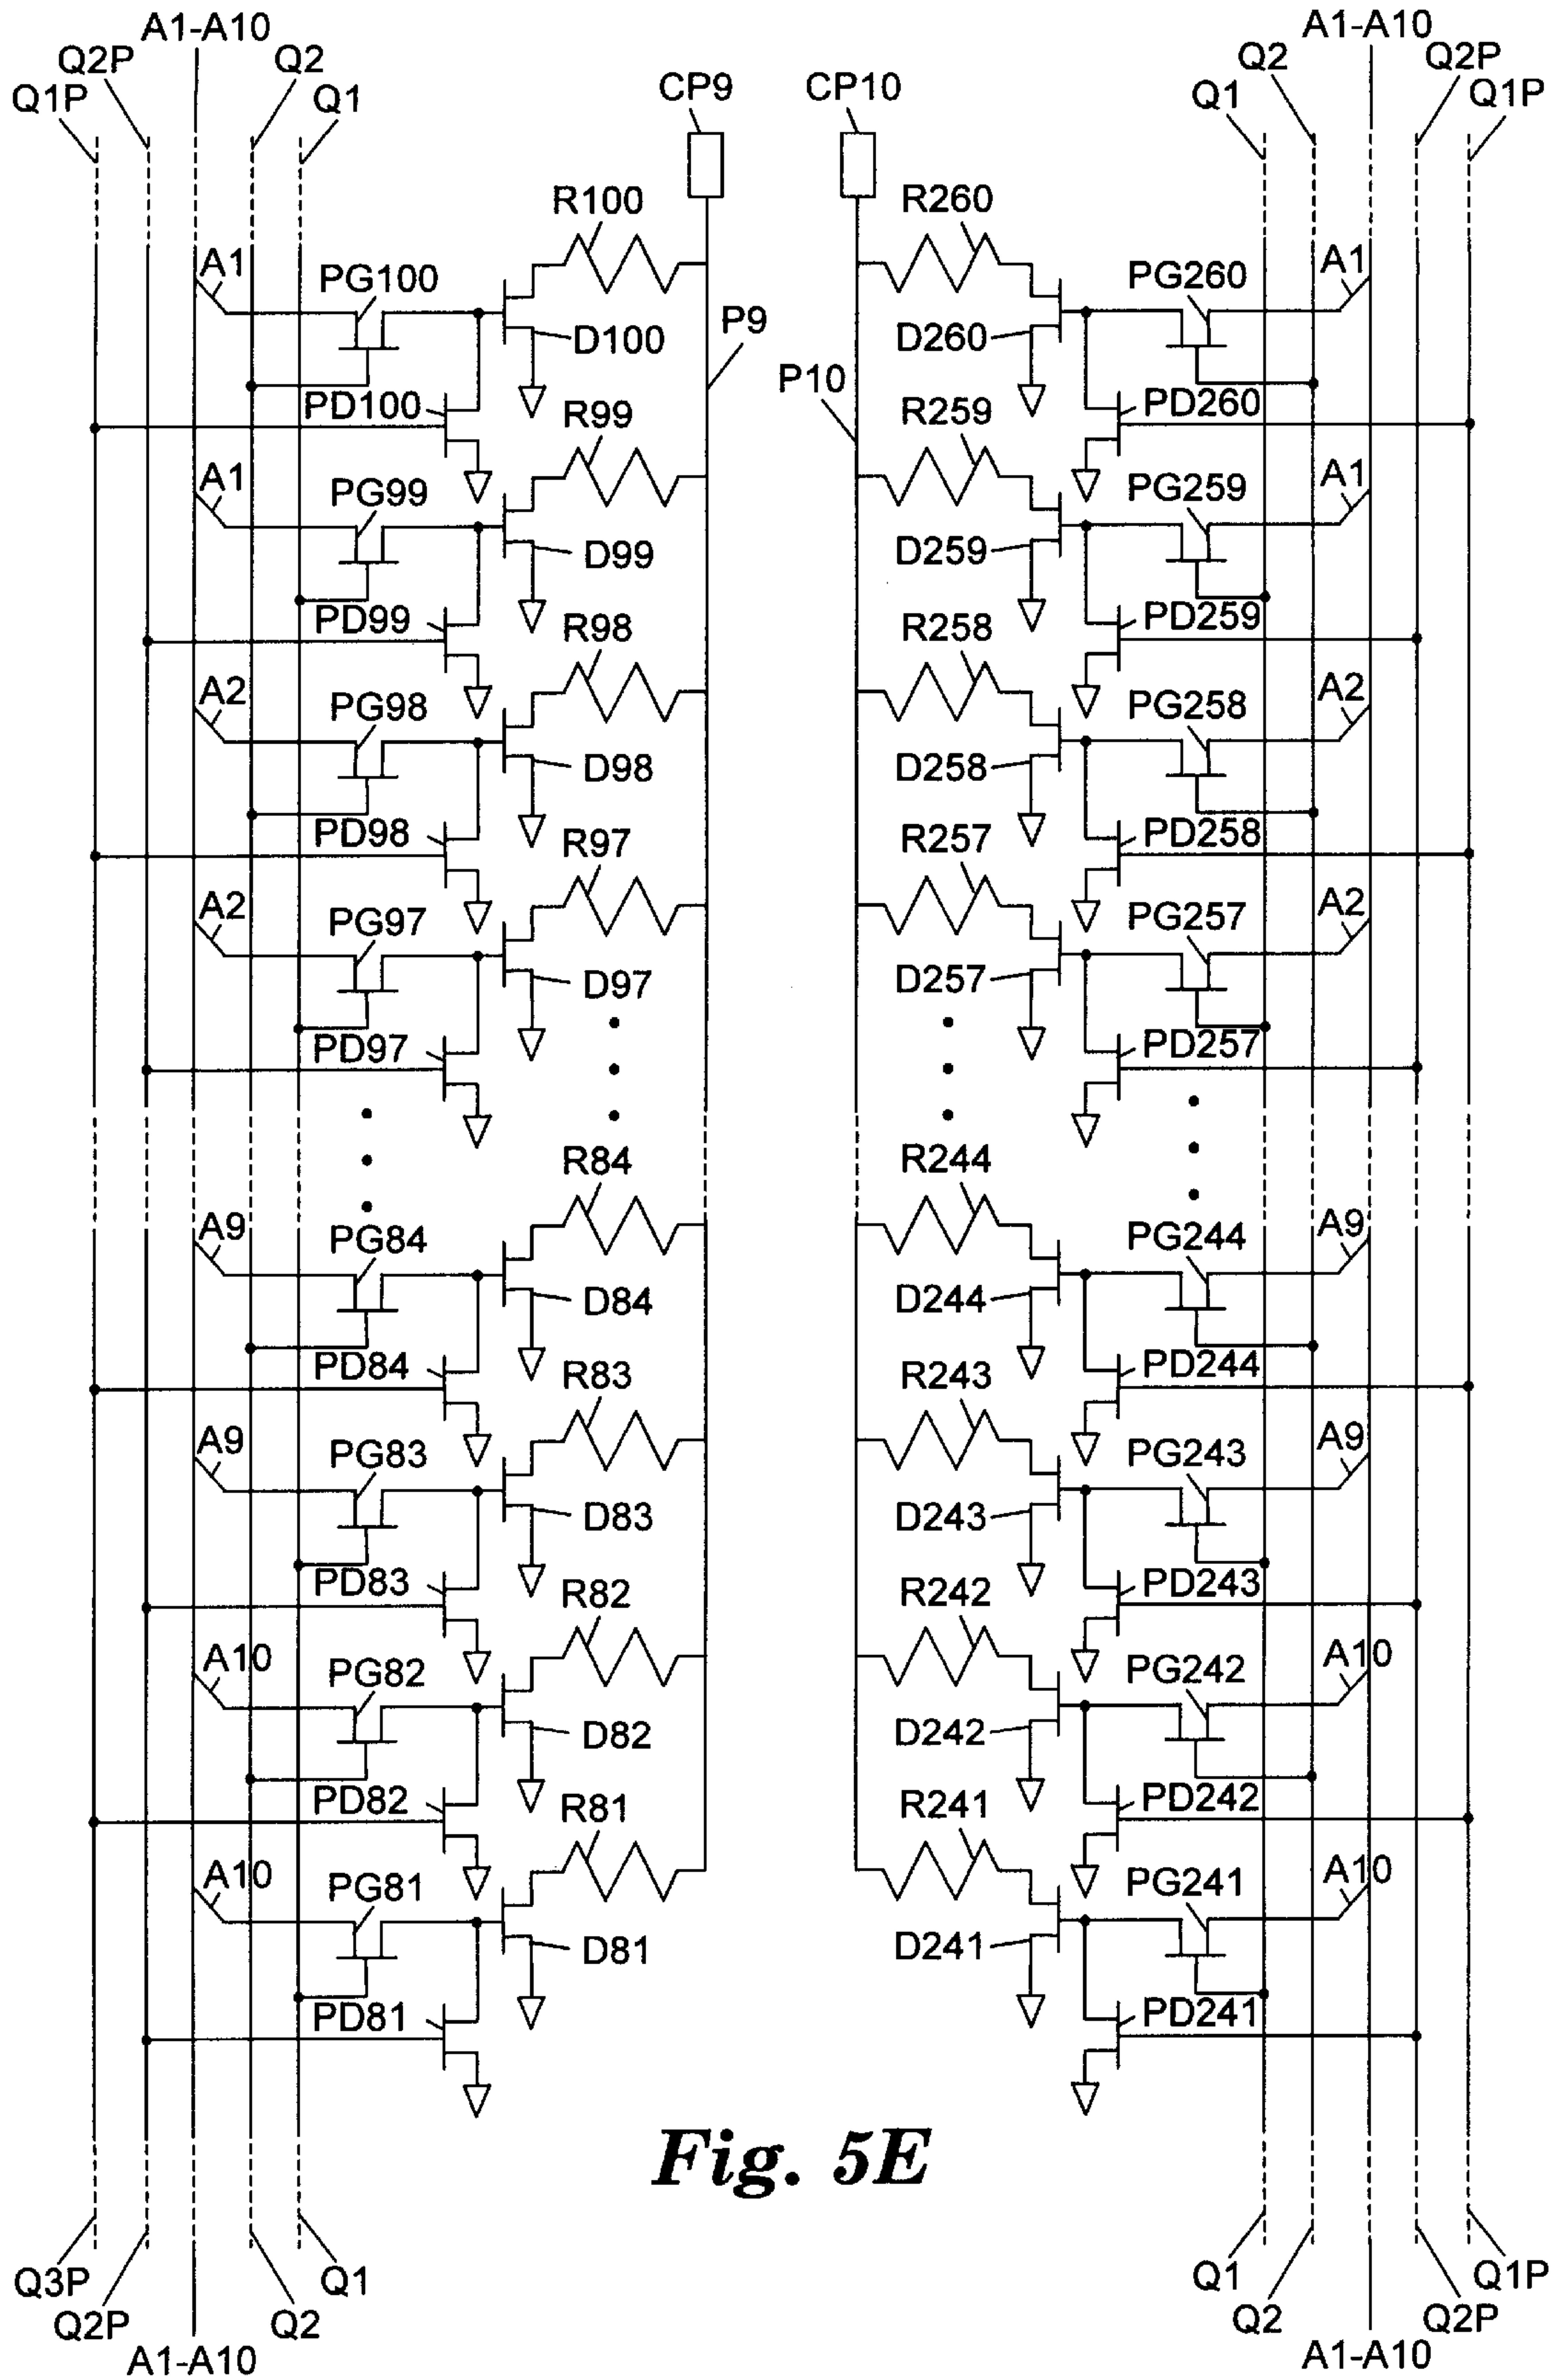 A1-A10 A1-A10
Q2P Q2 Q2 Q2P
Q1P Q1 CP9 CP10 Q1 Q1P
R100 R260
A1 PG100 PG260 A1
P9
D100 D260
P10
PD100 R99 R259 PD260
A1 PG99 PG259 A1
D99 D259
PD99 R98 R258 PD259
A2 PG98 PG258 A2
D98 D258
PD98 R97 R257 PD258
A2 PG97 PG257 A2
D97 D257
PD97 PD257
R84 R244
A9 PG84 PG244 A9
D84 D244
PD84 R83 R243 PD244
A9 PG83 PG243 A9
D83 D243
PD83 R82 R242 PD243
A10 PG82 PG242 A10
D82 D242
PD82 R81 R241 PD242
A10 PG81 PG241 A10
D81 D241
PD81 PD241
Fig. 5E
Q3P Q1 Q1 Q1P
Q2P Q2 Q2 Q2P
A1-A10 A1-A10